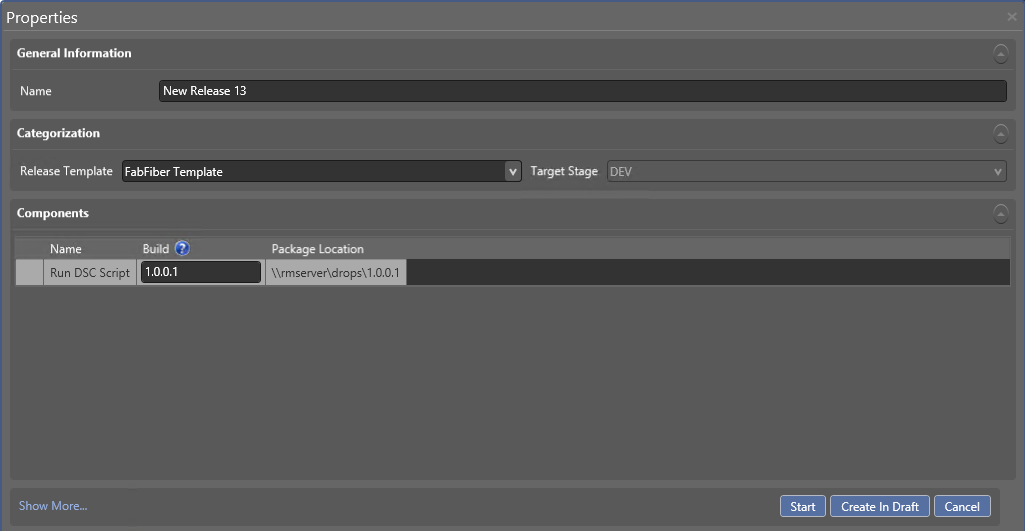 Properties
General Information
Name New Release 13
Categorization
Release Template FabFiber Template Target Stage DEV
Components
Name Build ? Package Location
Run DSC Script 1.0.0.1 \\rmserver\drops\1.0.0.1
Show More... Start Create In Draft Cancel